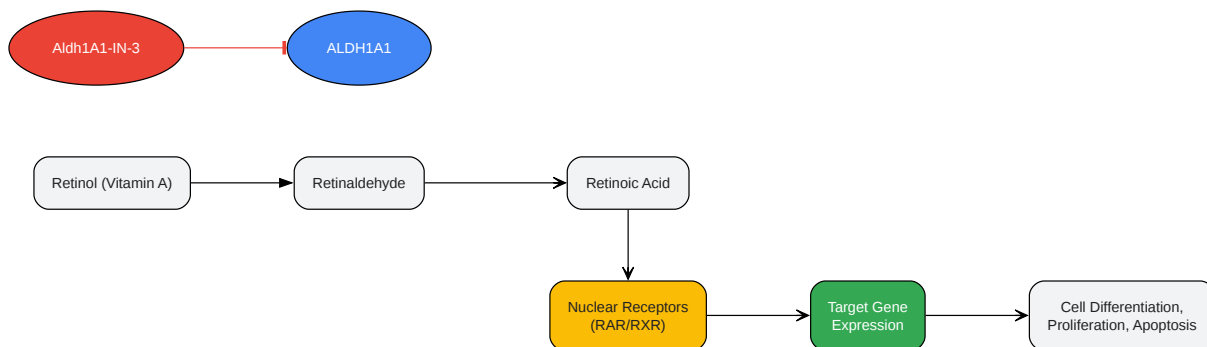 Aldh1A1-IN-3
ALDH1A1
Retinol (Vitamin A)
Retinaldehyde
Retinoic Acid
Nuclear Receptors
(RAR/RXR)
Target Gene
Expression
Cell Differentiation,
Proliferation, Apoptosis